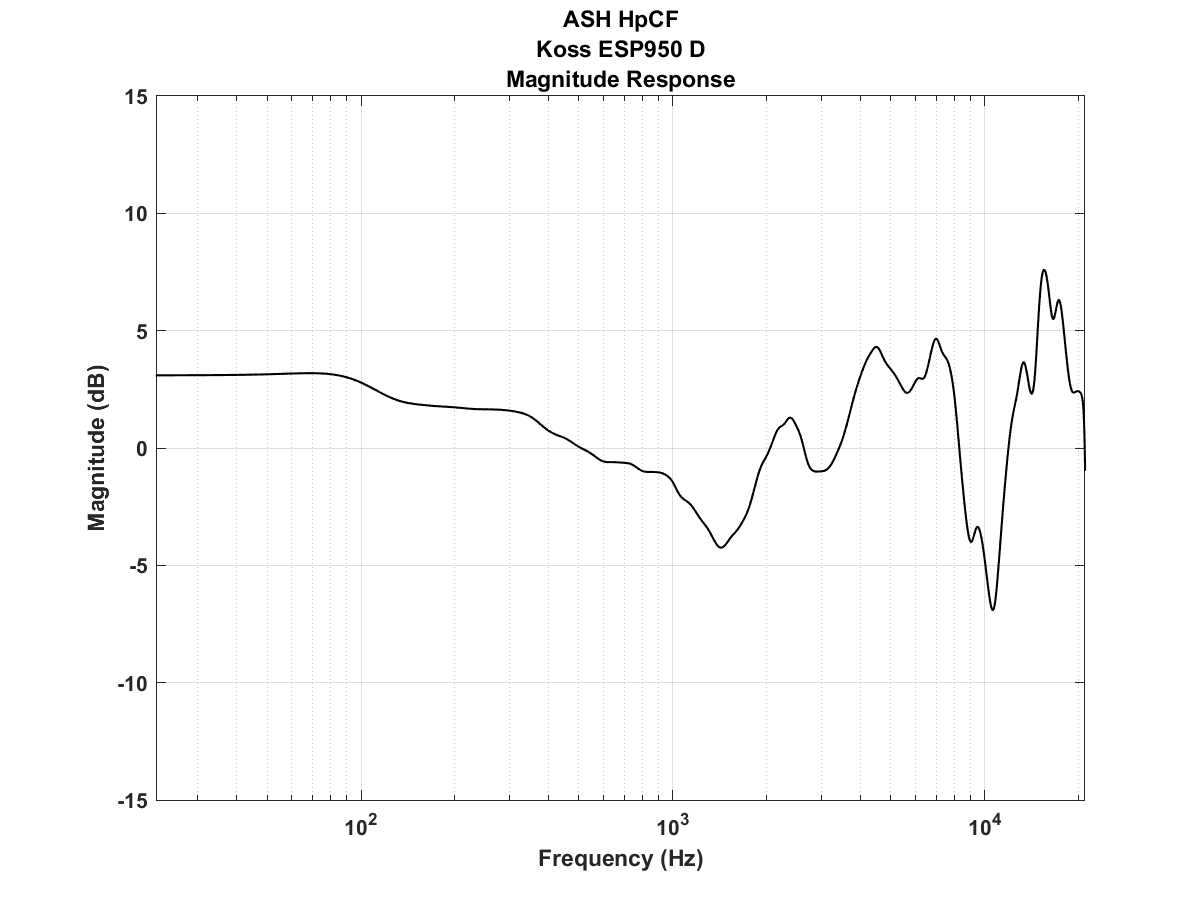 ASH HpCF
Koss ESP950 D
Magnitude Response
15
10
5
0
-5
-10
-15
Magnitude (dB)
10^2
10^3
10^4
Frequency (Hz)